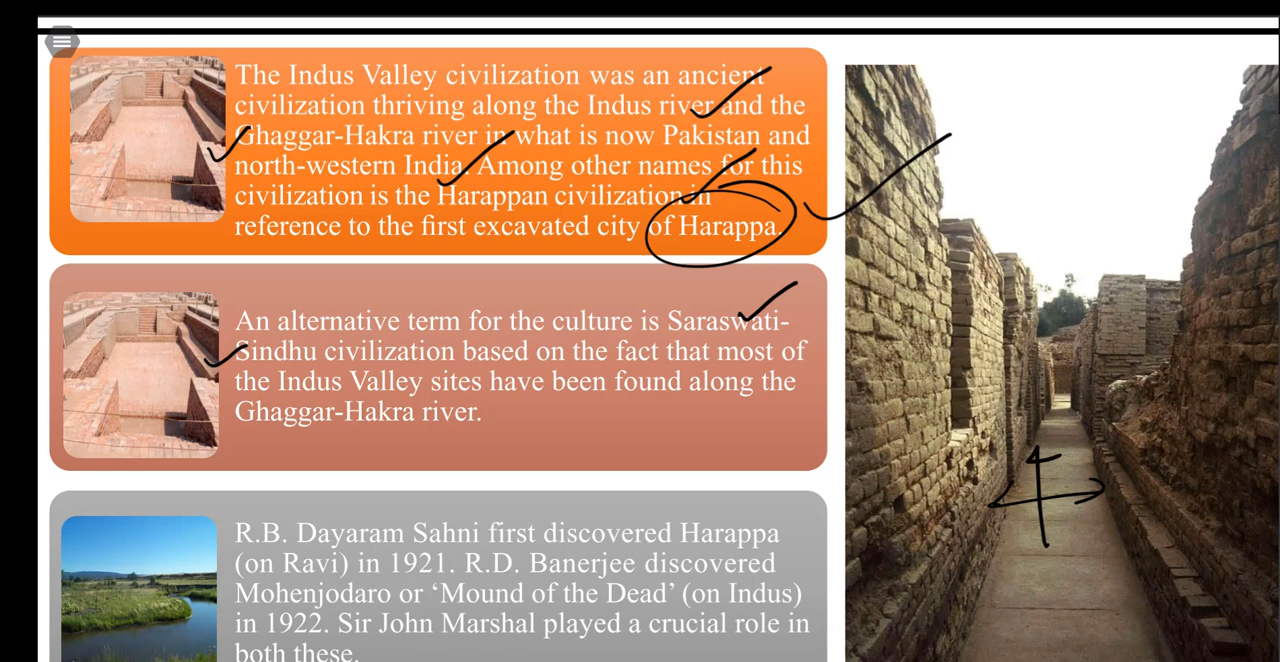 The Indus Valley civilization was an ancient
civilization thriving along the Indus river and the
Ghaggar-Hakra river in what is now Pakistan and
north-western India. Among other names for this
civilization is the Harappan civilization in
reference to the first excavated city of Harappa.
An alternative term for the culture is Saraswati-
Sindhu civilization based on the fact that most of
the Indus Valley sites have been found along the
Ghaggar-Hakra river.
R.B. Dayaram Sahni first discovered Harappa
(on Ravi) in 1921. R.D. Banerjee discovered
Mohenjodaro or ‘Mound of the Dead’ (on Indus)
in 1922. Sir John Marshal played a crucial role in
both these.